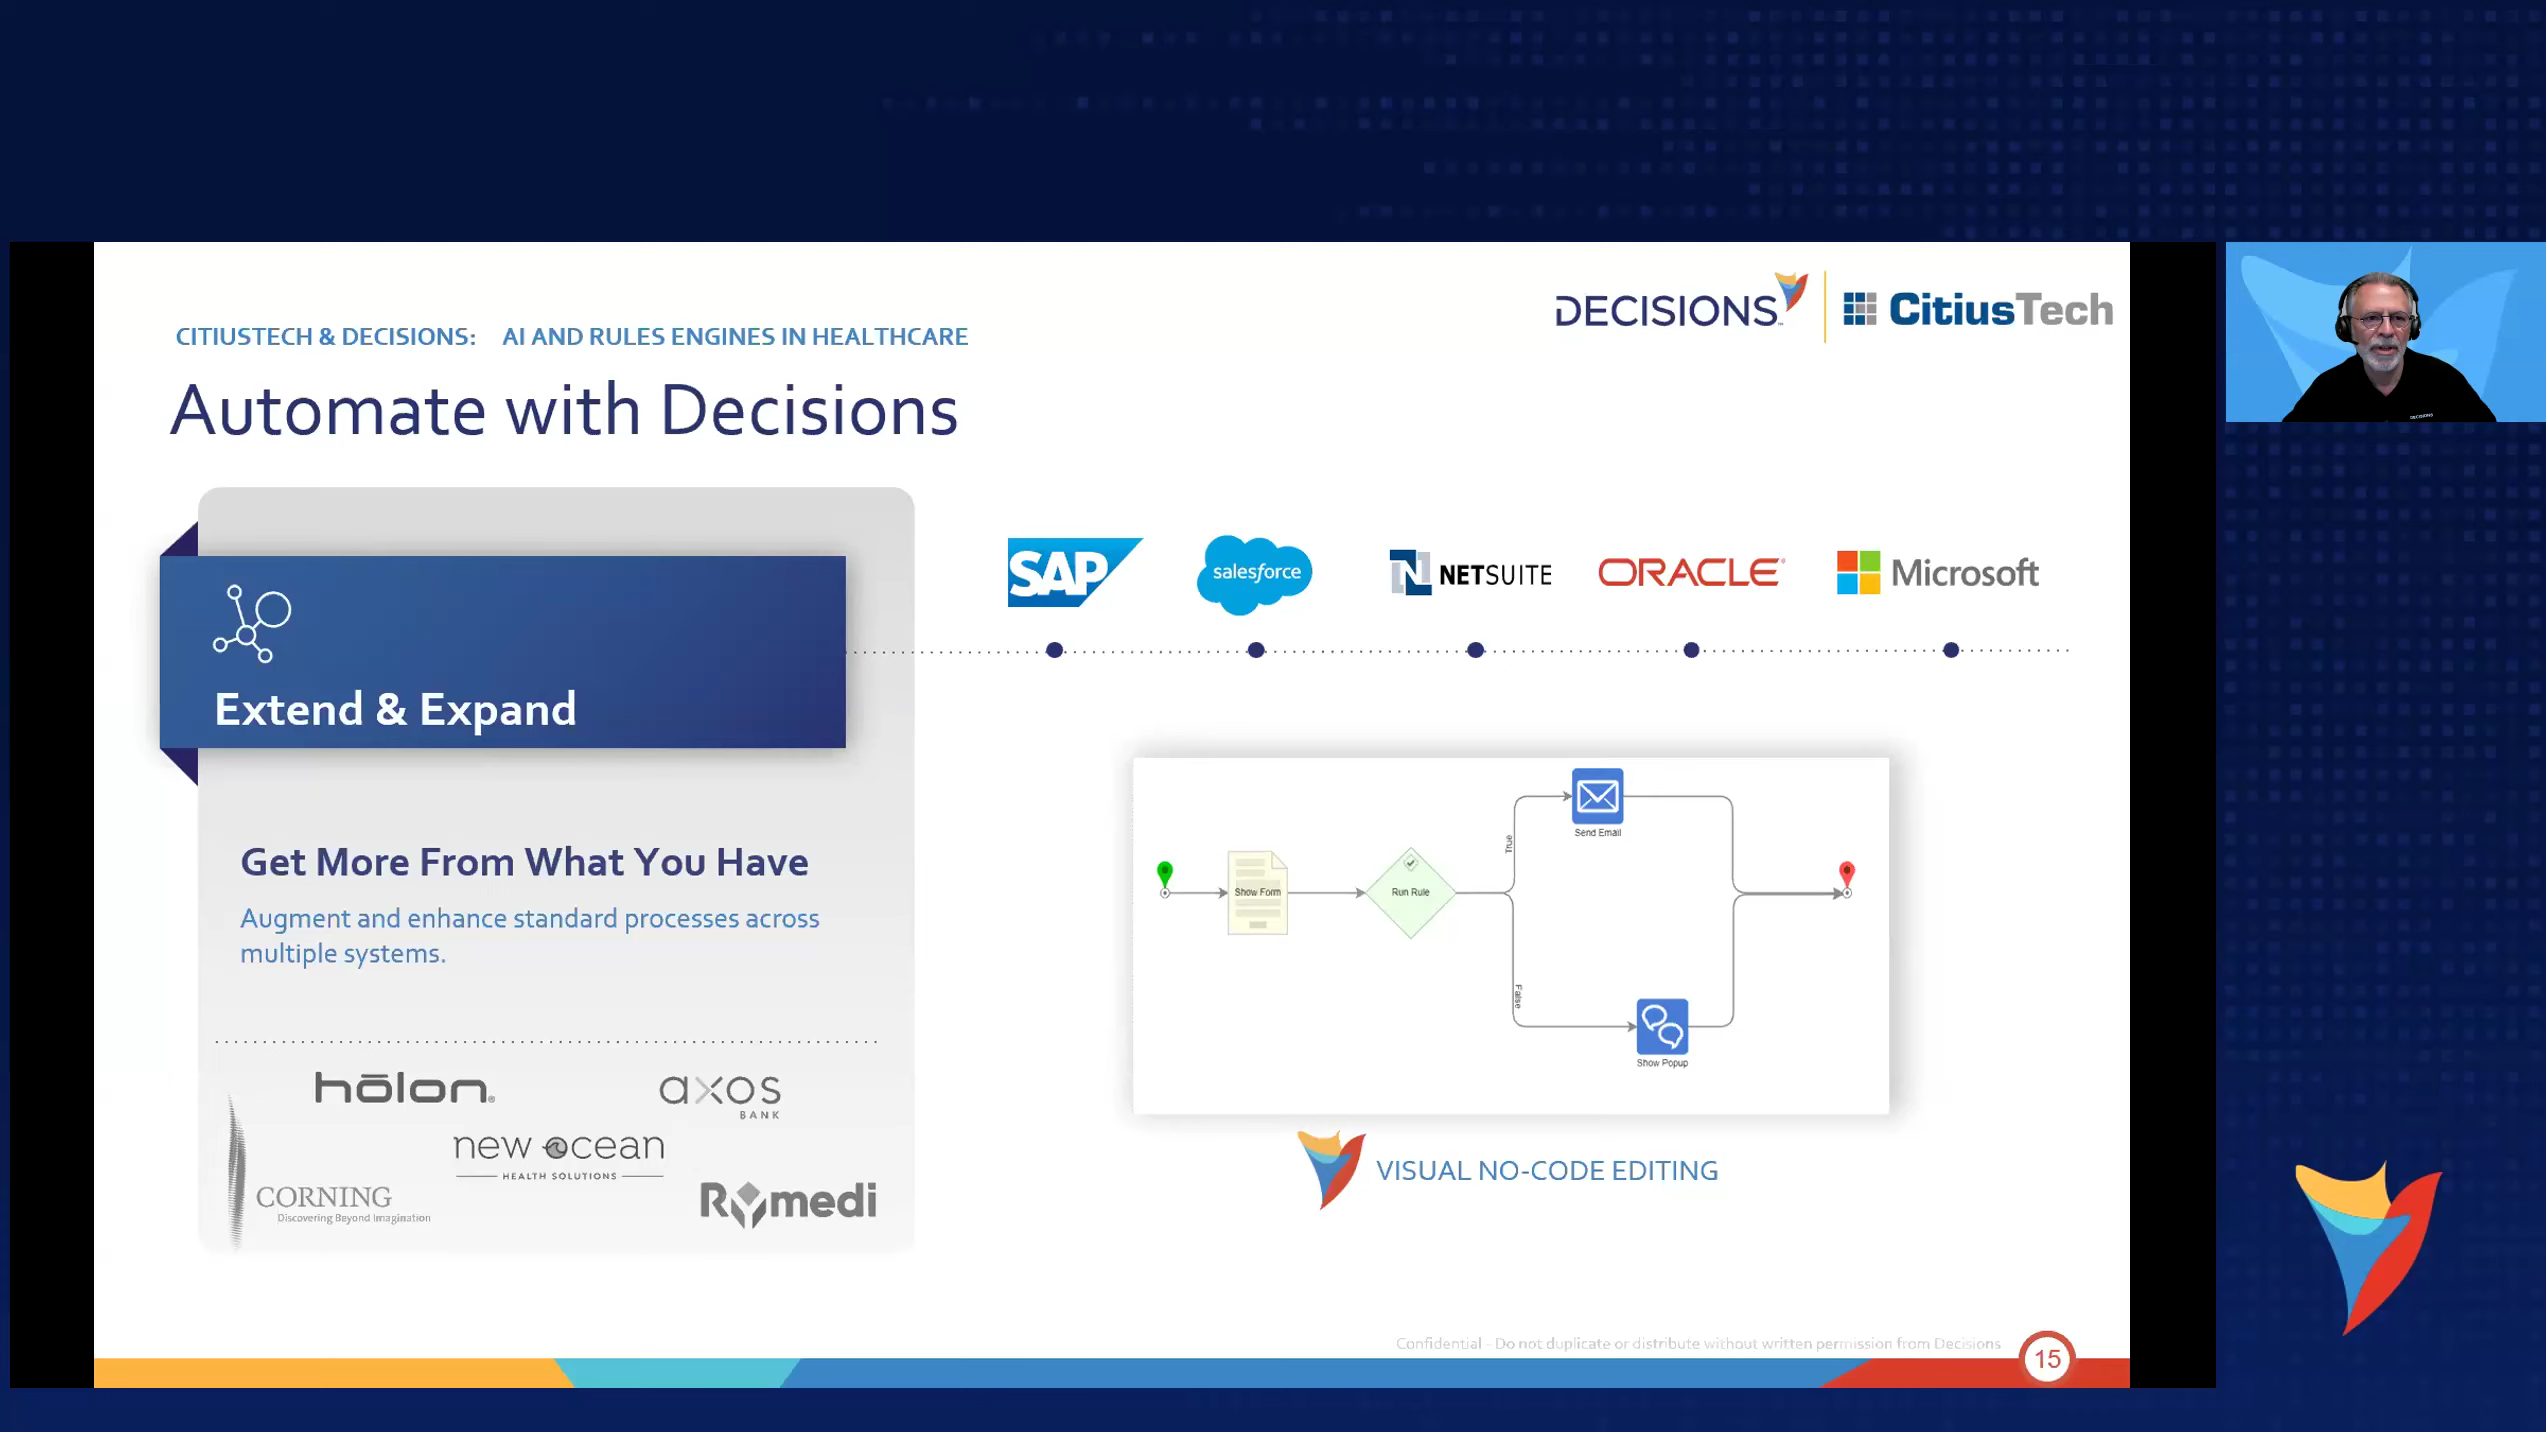 DECISIONS
CitiusTech
CITIUSTECH & DECISIONS: AI AND RULES ENGINES IN HEALTHCARE
Automate with Decisions
Extend & Expand
SAP
salesforce
NETSUITE
ORACLE
Microsoft
Get More From What You Have
Augment and enhance standard processes across
multiple systems.
hōlon
axos
BANK
new ocean
HEALTH SOLUTIONS
CORNING
Discovering Beyond Imagination
Romedi
Show Form
Run Rule
True
False
Send Email
Show Popup
VISUAL NO-CODE EDITING
Confidential - Do not duplicate or distribute without written permission from Decisions
15
DECISIONS